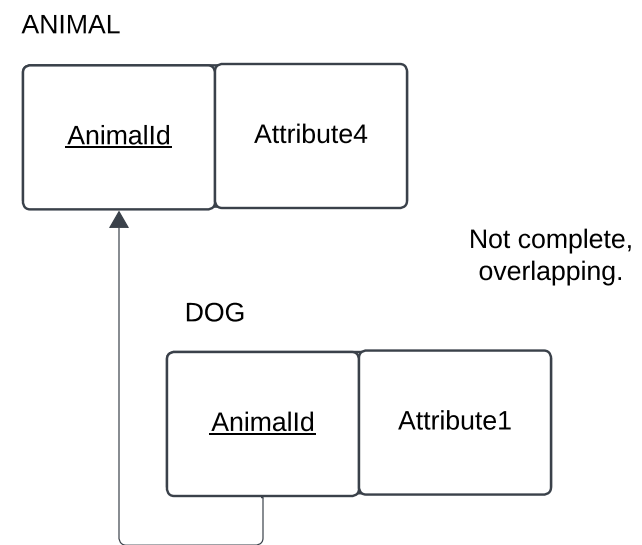 ANIMAL
AnimalId
Attribute4
Not complete,
overlapping.
DOG
AnimalId
Attribute1